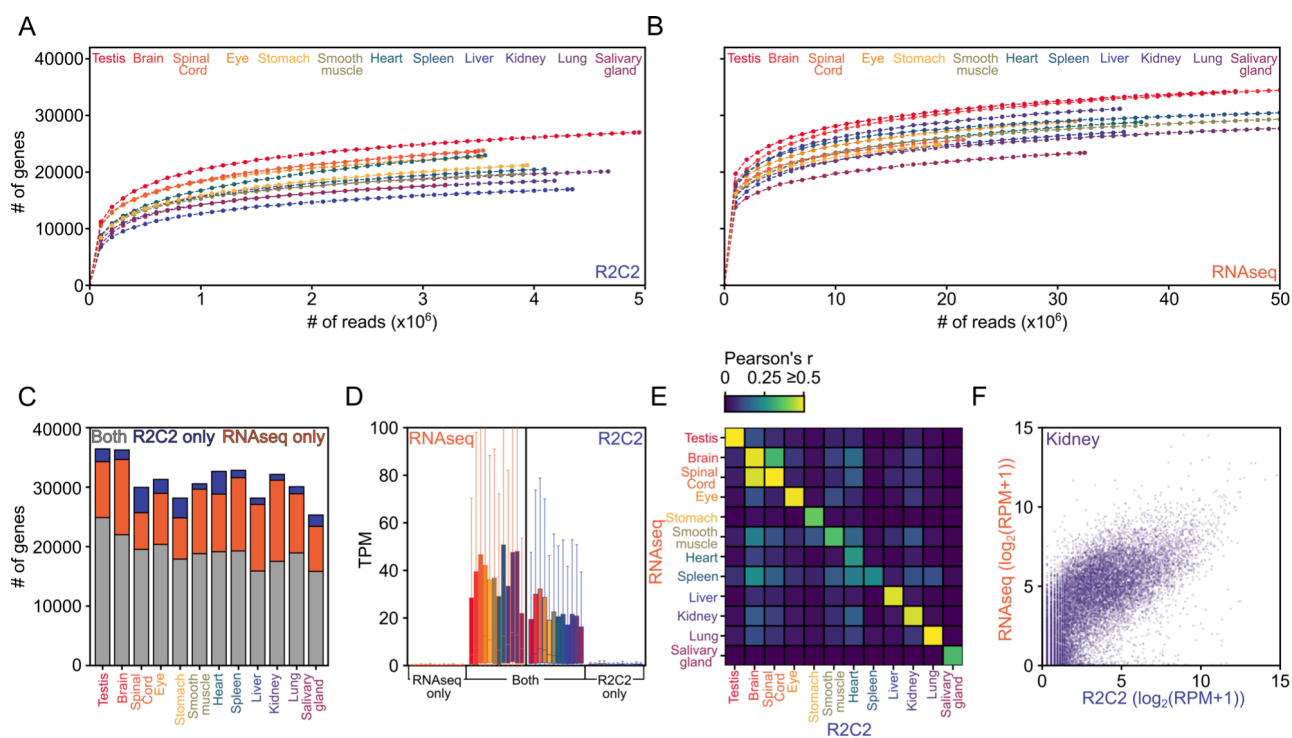 A
Testis Brain Spinal Cord Eye Stomach Smooth muscle Heart Spleen Liver Kidney Lung Salivary gland
40000
30000
20000
10000
0
# of genes
R2C2
0 1 2 3 4 5
# of reads (x10⁶)
B
Testis Brain Spinal Cord Eye Stomach Smooth muscle Heart Spleen Liver Kidney Lung Salivary gland
40000
30000
20000
10000
0
RNAseq
0 10 20 30 40 50
# of reads (x10⁶)
C
Both R2C2 only RNAseq only
40000
30000
20000
10000
0
# of genes
Testis
Brain
Spinal
Cord
Eye
Stomach
Smooth
muscle
Heart
Spleen
Liver
Kidney
Lung
Salivary
gland
D
RNAseq R2C2
100
80
60
40
20
0
TPM
RNAseq only
Both
R2C2 only
E
Pearson's r
0 0.25 ≥0.5
RNAseq
Testis
Brain
Spinal
Cord
Eye
Stomach
Smooth
muscle
Heart
Spleen
Liver
Kidney
Lung
Salivary
gland
Testis
Brain
Spinal
Cord
Eye
Stomach
Smooth
muscle
Heart
Spleen
Liver
Kidney
Lung
Salivary
gland
R2C2
F
Kidney
15
10
5
0
RNAseq (log₂(RPM+1))
0 5 10 15
R2C2 (log₂(RPM+1))